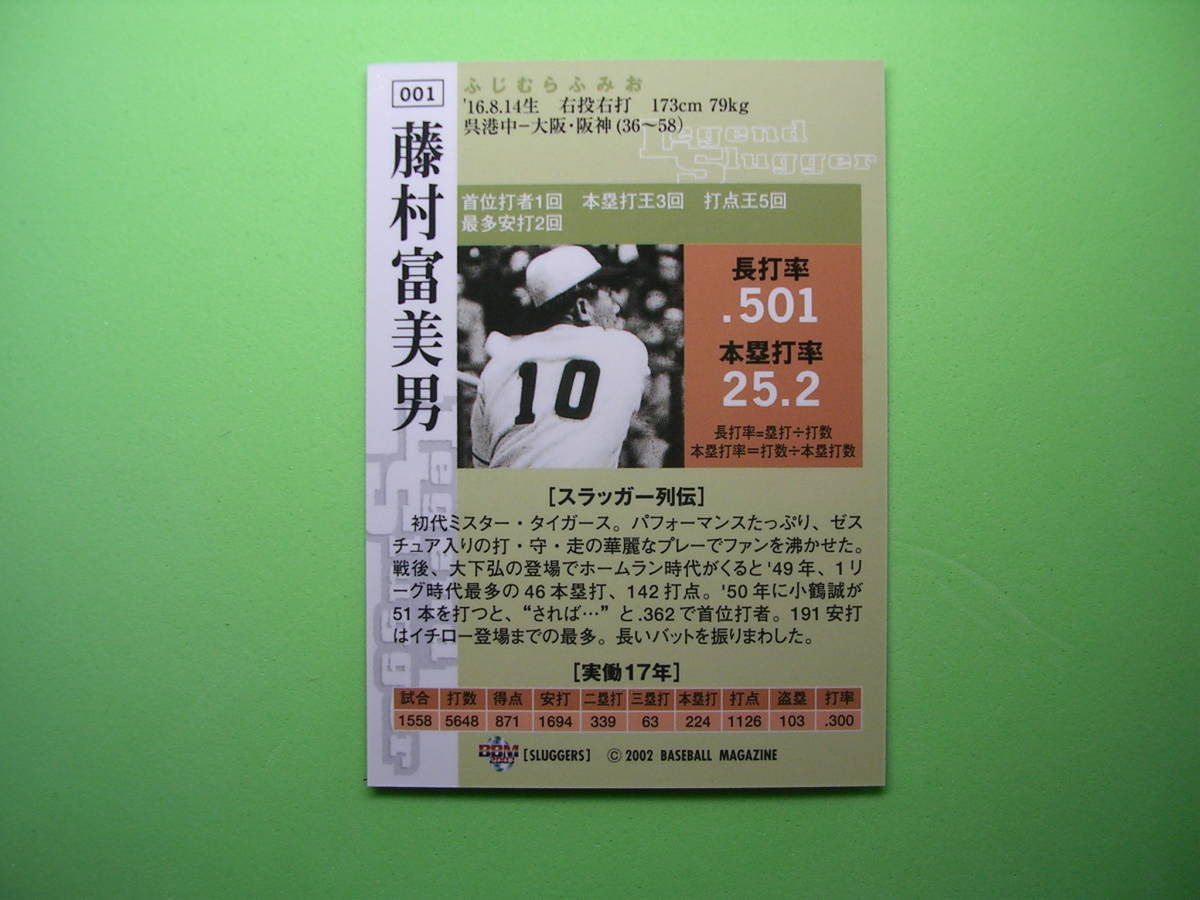 001
藤村富美男
ふじむらふみお
'16.8.14生 右投右打 173cm 79kg
呉港中−大阪・阪神(36〜58)
Legend
Slugger
首位打者1回 本塁打王3回 打点王5回
最多安打2回
10
長打率
.501
本塁打率
25.2
長打率=塁打÷打数
本塁打率=打数÷本塁打数
[スラッガー列伝]
初代ミスター・タイガース。パフォーマンスたっぷり、ゼス
チュア入りの打・守・走の華麗なプレーでファンを沸かせた。
戦後、大下弘の登場でホームラン時代がくると'49年、1リ
ーグ時代最多の46本塁打、142打点。'50年に小鶴誠が
51本を打つと、“されば…”と.362で首位打者。191安打
はイチロー登場までの最多。長いバットを振りまわした。
[実働17年]
試合 打数 得点 安打 二塁打 三塁打 本塁打 打点 盗塁 打率
1558 5648 871 1694 339 63 224 1126 103 .300
BBM [SLUGGERS] © 2002 BASEBALL MAGAZINE
Legend
Slugger